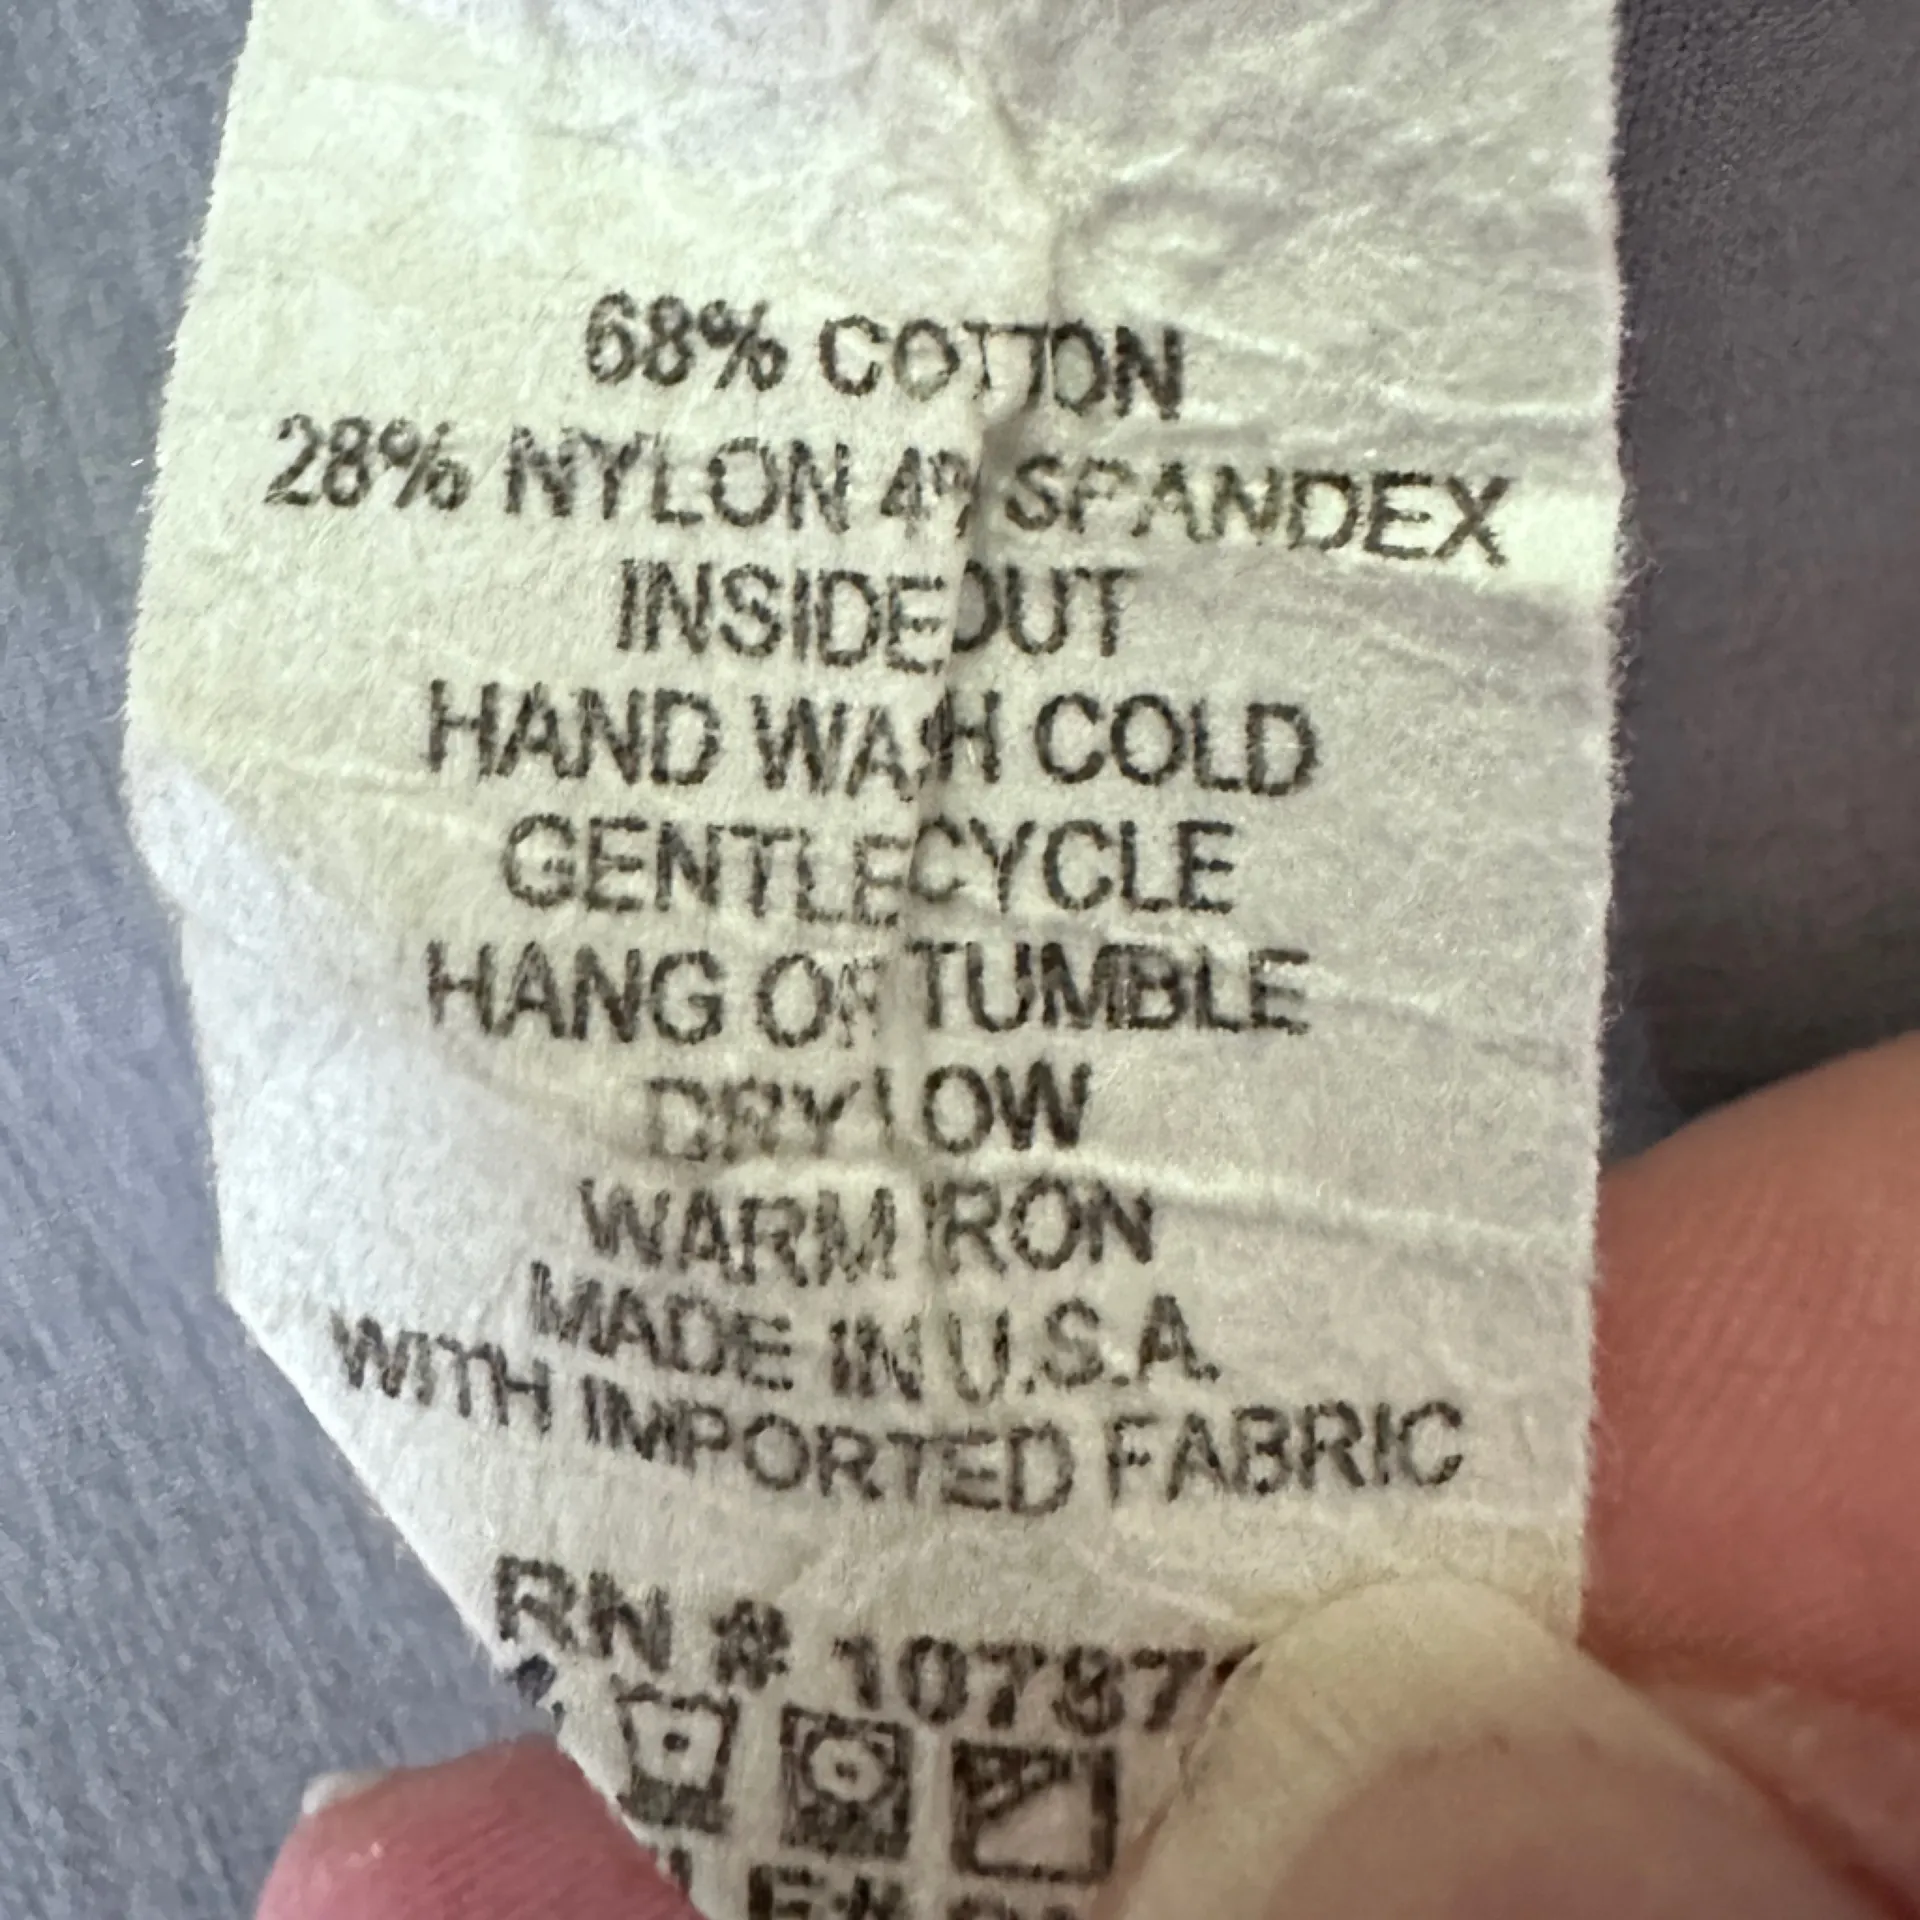 68% COTTON
28% NYLON 4% SPANDEX
INSIDE OUT
HAND WASH COLD
GENTLE CYCLE
HANG OR TUMBLE
DRY LOW
WARM IRON
MADE IN U.S.A.
WITH IMPORTED FABRIC
RN #